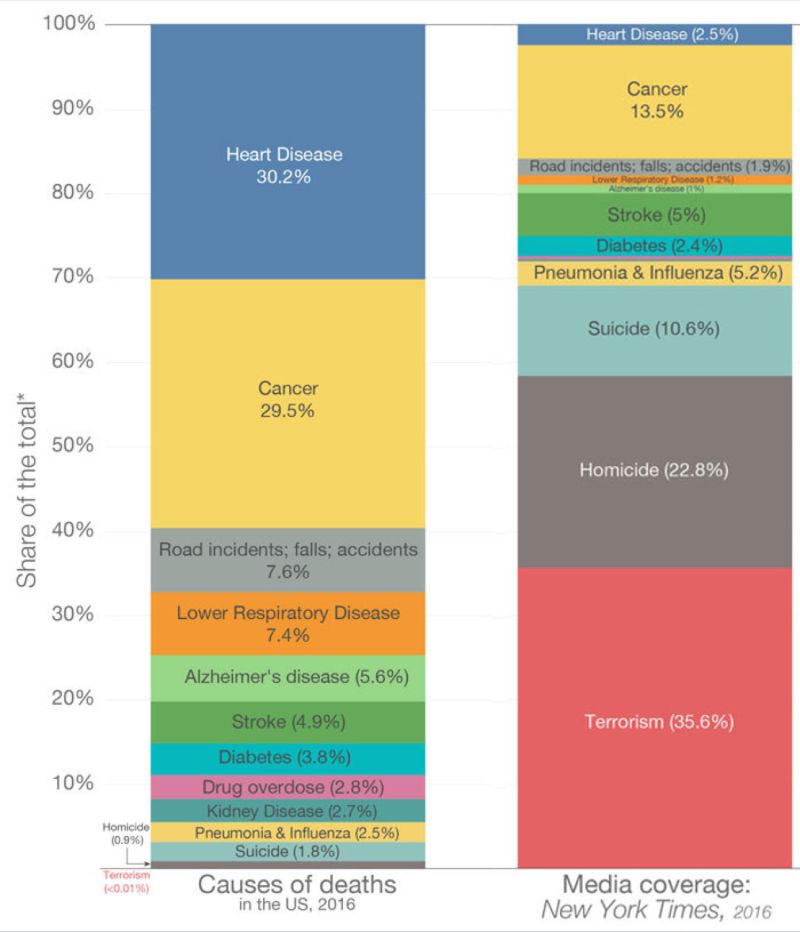 100%
90%
80%
70%
60%
50%
40%
30%
20%
10%
Share of the total*
Heart Disease
30.2%
Cancer
29.5%
Road incidents; falls; accidents
7.6%
Lower Respiratory Disease
7.4%
Alzheimer's disease (5.6%)
Stroke (4.9%)
Diabetes (3.8%)
Drug overdose (2.8%)
Kidney Disease (2.7%)
Pneumonia & Influenza (2.5%)
Suicide (1.8%)
Homicide
(0.9%)
Terrorism
(<0.01%)
Causes of deaths
in the US, 2016
Heart Disease (2.5%)
Cancer
13.5%
Road incidents; falls; accidents (1.9%)
Lower Respiratory Disease (1.2%)
Alzheimer's disease (1%)
Stroke (5%)
Diabetes (2.4%)
Pneumonia & Influenza (5.2%)
Suicide (10.6%)
Homicide (22.8%)
Terrorism (35.6%)
Media coverage:
New York Times, 2016